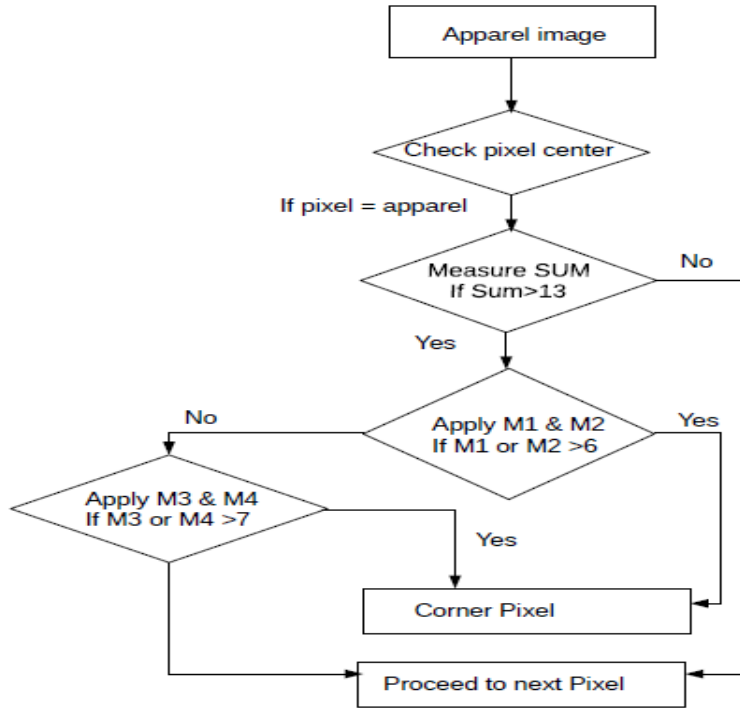 Apparel image
Check pixel center
If pixel = apparel
Measure SUM
If Sum>13
No
Yes
Apply M1 & M2
If M1 or M2 >6
No
Yes
Apply M3 & M4
If M3 or M4 >7
Yes
Corner Pixel
Proceed to next Pixel